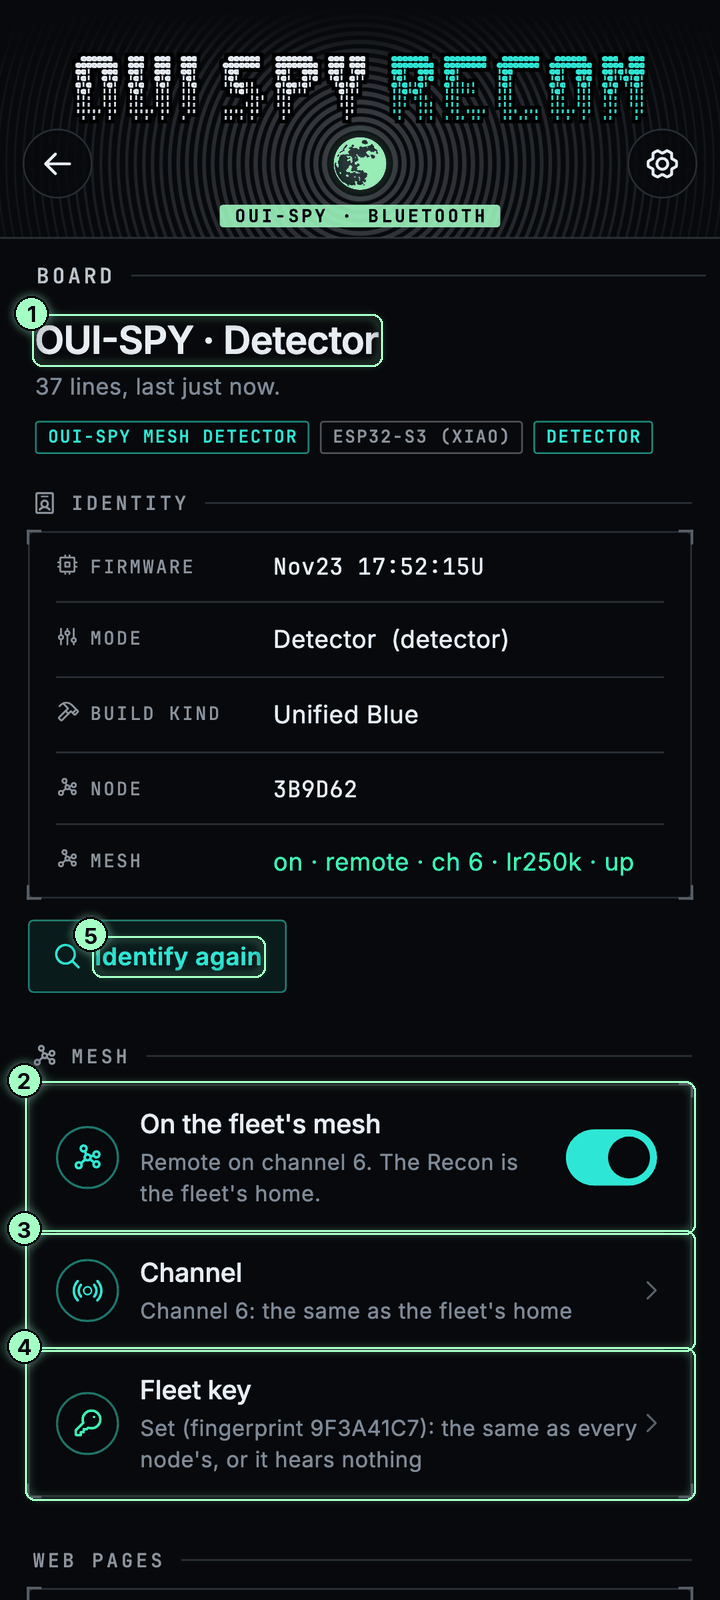 OUI SPY RECON
OUI-SPY · BLUETOOTH
BOARD
1
OUI-SPY · Detector
37 lines, last just now.
OUI-SPY MESH DETECTOR ESP32-S3 (XIAO) DETECTOR
IDENTITY
FIRMWARE Nov23 17:52:15U
MODE Detector (detector)
BUILD KIND Unified Blue
NODE 3B9D62
MESH on · remote · ch 6 · lr250k · up
5
Identify again
MESH
2
On the fleet's mesh
Remote on channel 6. The Recon is
the fleet's home.
3
Channel
Channel 6: the same as the fleet's home
4
Fleet key
Set (fingerprint 9F3A41C7): the same as every
node's, or it hears nothing
WEB PAGES